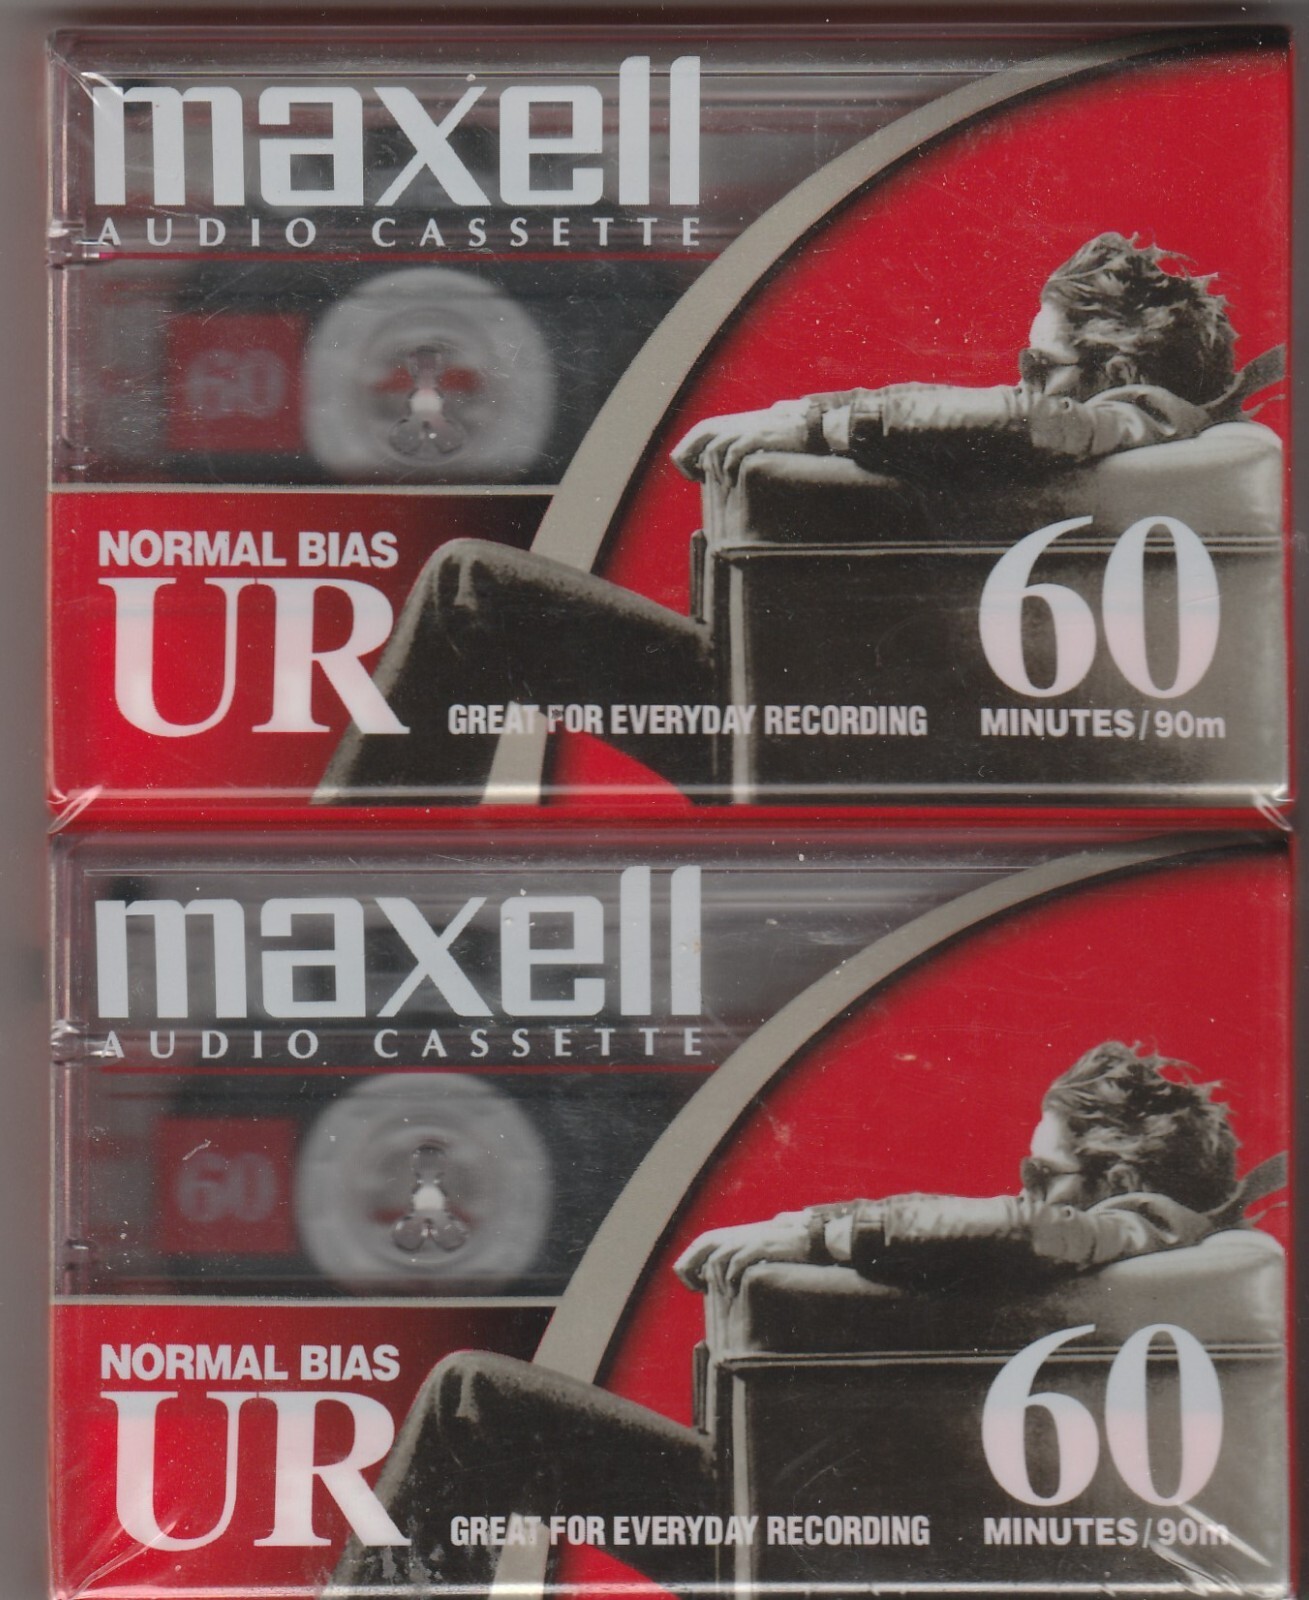 maxell
AUDIO CASSETTE
60
NORMAL BIAS
UR
GREAT FOR EVERYDAY RECORDING
60
MINUTES/90m
maxell
AUDIO CASSETTE
60
NORMAL BIAS
UR
GREAT FOR EVERYDAY RECORDING
60
MINUTES/90m